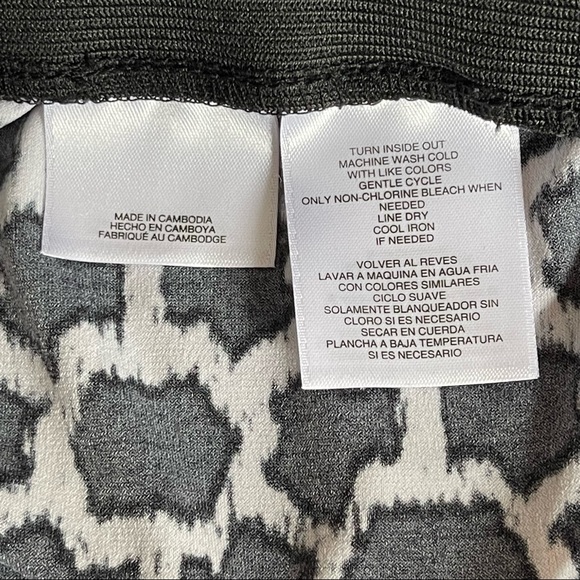 MADE IN CAMBODIA
HECHO EN CAMBOYA
FABRIQUÉ AU CAMBODGE
TURN INSIDE OUT
MACHINE WASH COLD
WITH LIKE COLORS
GENTLE CYCLE
ONLY NON-CHLORINE BLEACH WHEN
NEEDED
LINE DRY
COOL IRON
IF NEEDED
VOLVER AL REVES
LAVAR A MAQUINA EN AGUA FRIA
CON COLORES SIMILARES
CICLO SUAVE
SOLAMENTE BLANQUEADOR SIN
CLORO SI ES NECESARIO
SECAR EN CUERDA
PLANCHA A BAJA TEMPERATURA
SI ES NECESARIO